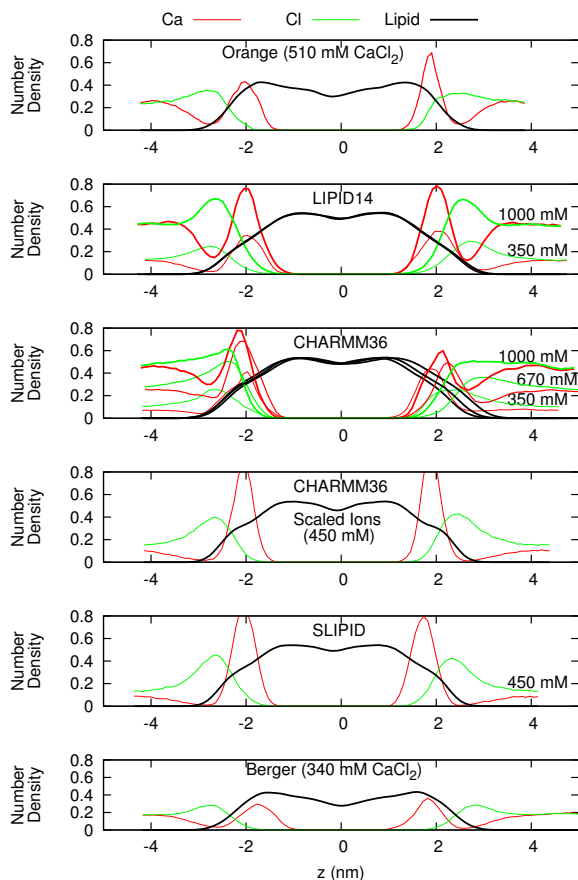 Ca Cl Lipid
Number Density
Orange (510 mM CaCl2)
0.8
0.6
0.4
0.2
0
-4 -2 0 2 4
Number Density
LIPID14
1000 mM
350 mM
0.8
0.6
0.4
0.2
0
-4 -2 0 2 4
Number Density
CHARMM36
1000 mM
670 mM
350 mM
0.8
0.6
0.4
0.2
0
-4 -2 0 2 4
Number Density
CHARMM36
Scaled Ions
(450 mM)
0.8
0.6
0.4
0.2
0
-4 -2 0 2 4
Number Density
SLIPID
450 mM
0.8
0.6
0.4
0.2
0
-4 -2 0 2 4
Number Density
Berger (340 mM CaCl2)
0.8
0.6
0.4
0.2
0
-4 -2 0 2 4
z (nm)